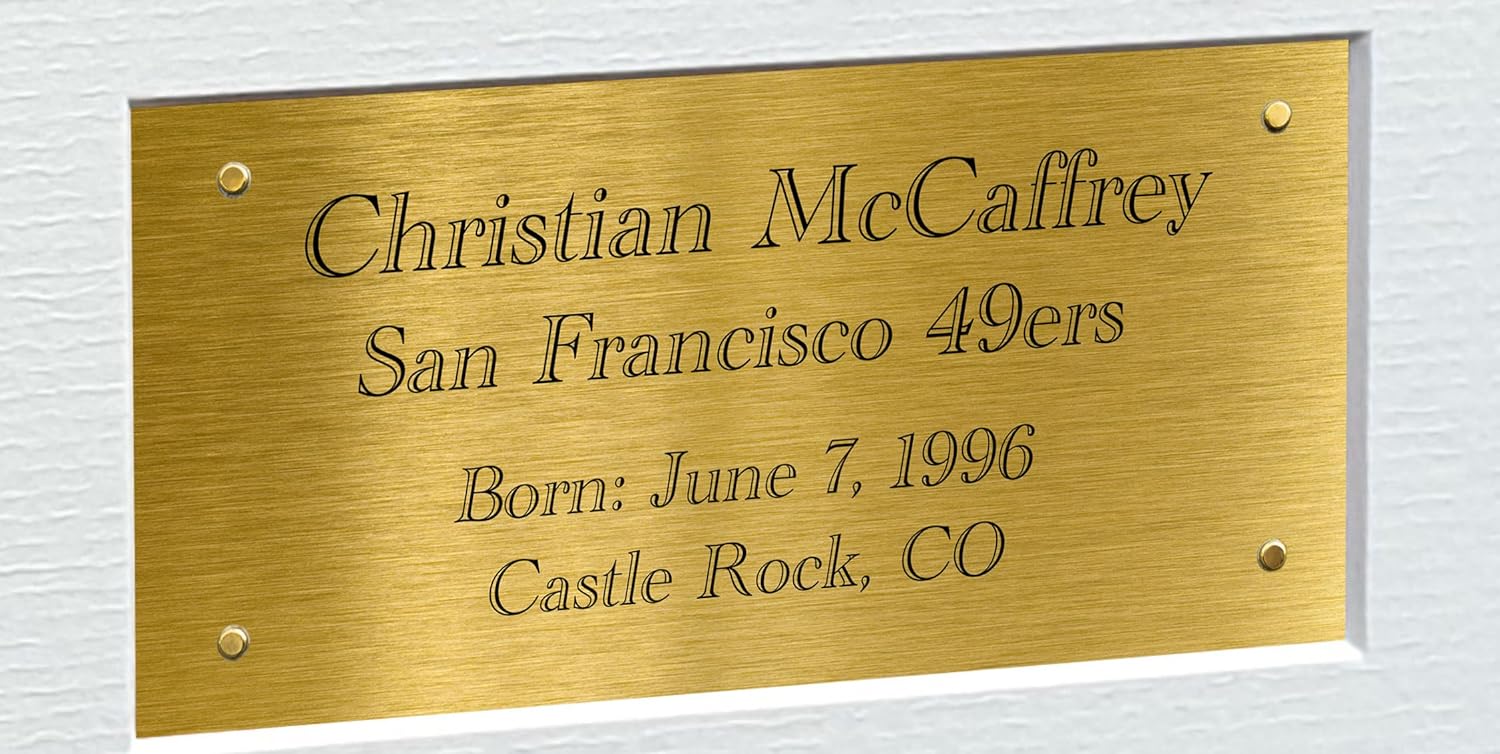 Christian McCaffrey
San Francisco 49ers
Born: June 7, 1996
Castle Rock, CO